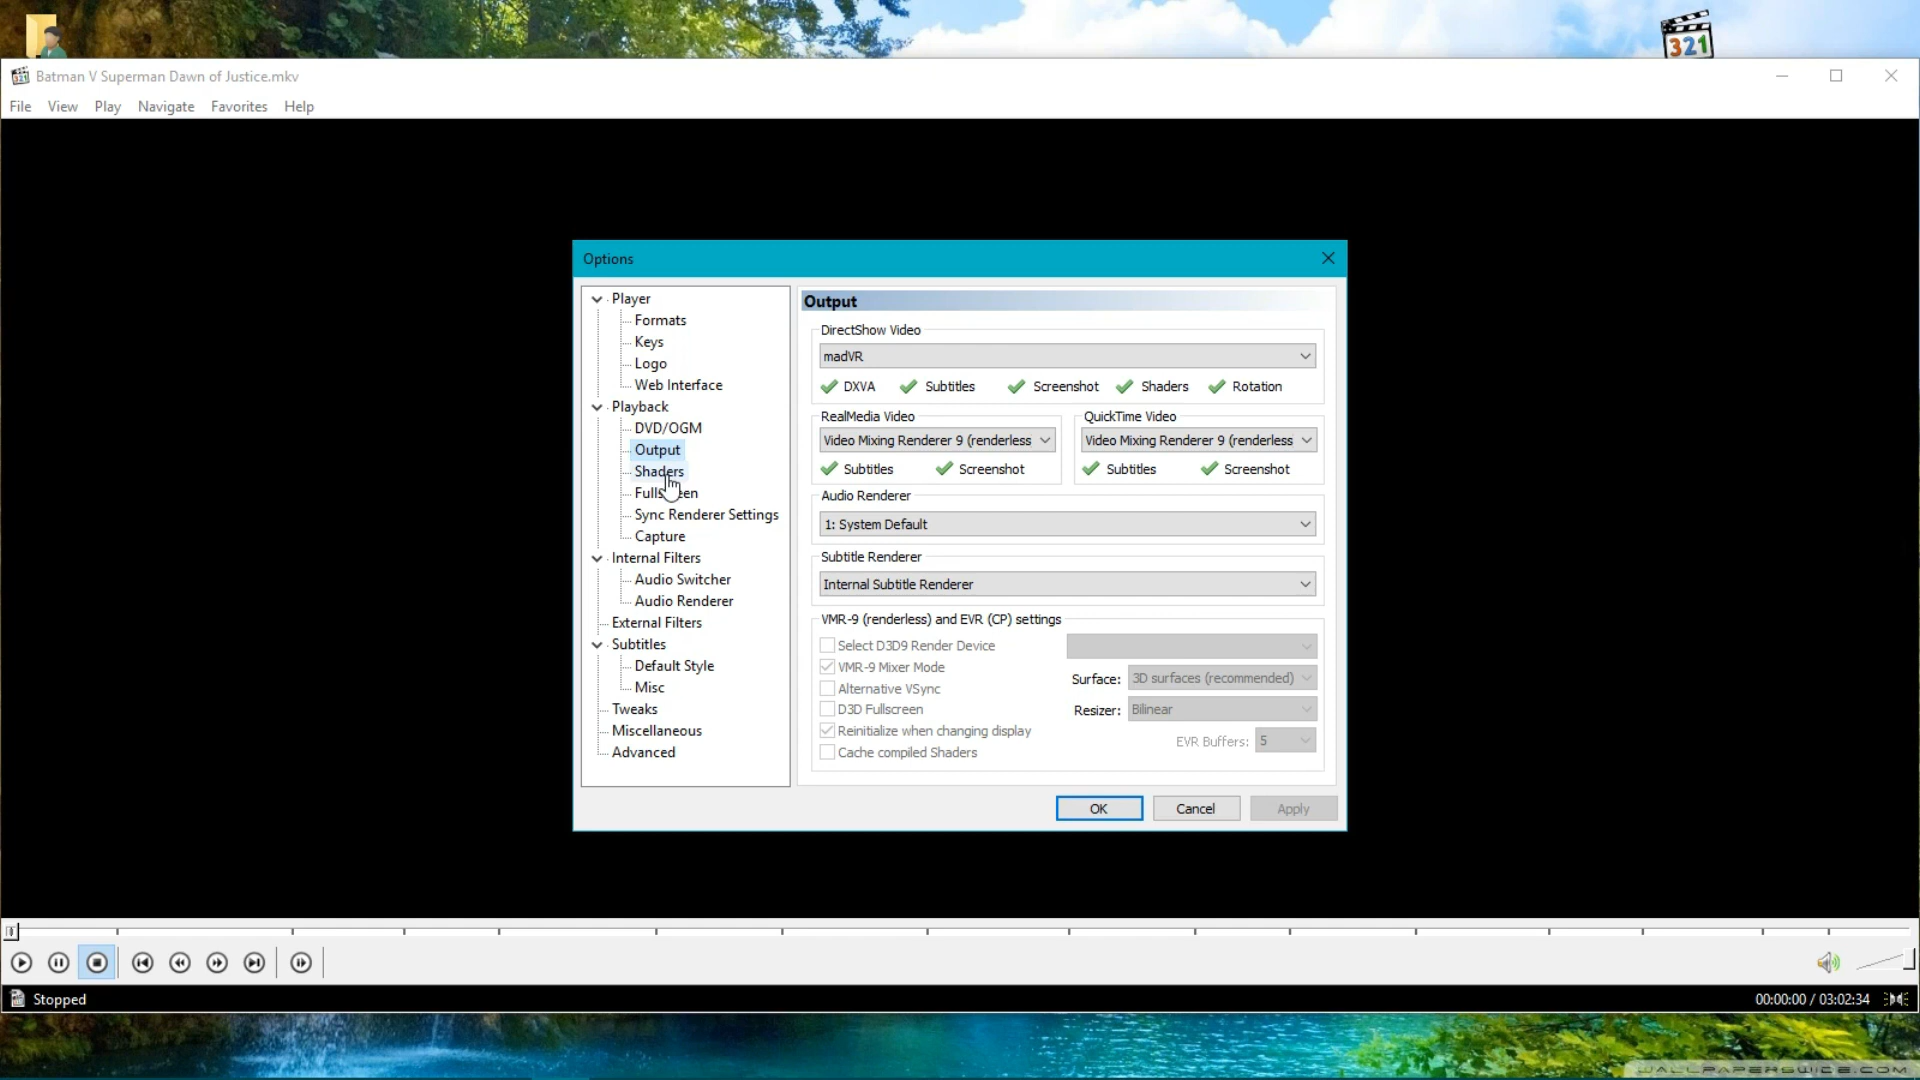 321
Batman V Superman Dawn of Justice.mkv
File View Play Navigate Favorites Help
Options
Player
Formats
Keys
Logo
Web Interface
Playback
DVD/OGM
Output
Shaders
Sync Renderer Settings
Capture
Internal Filters
Audio Switcher
Audio Renderer
External Filters
Subtitles
Default Style
Misc
Tweaks
Miscellaneous
Advanced
Output
DirectShow Video
madVR
DXVA Subtitles Screenshot Shaders Rotation
RealMedia Video
Video Mixing Renderer 9 (renderless
Subtitles Screenshot
QuickTime Video
Video Mixing Renderer 9 (renderless
Subtitles Screenshot
Audio Renderer
1: System Default
Subtitle Renderer
Internal Subtitle Renderer
VMR-9 (renderless) and EVR (CP) settings
Select D3D9 Render Device
VMR-9 Mixer Mode
Alternative VSync
D3D Fullscreen
Reinitialize when changing display
Cache compiled Shaders
Surface: 3D surfaces (recommended)
Resizer: Bilinear
EVR Buffers: 5
OK Cancel Apply
Stopped
00:00:00 / 03:02:34
WALLPAPERSWIDE.COM